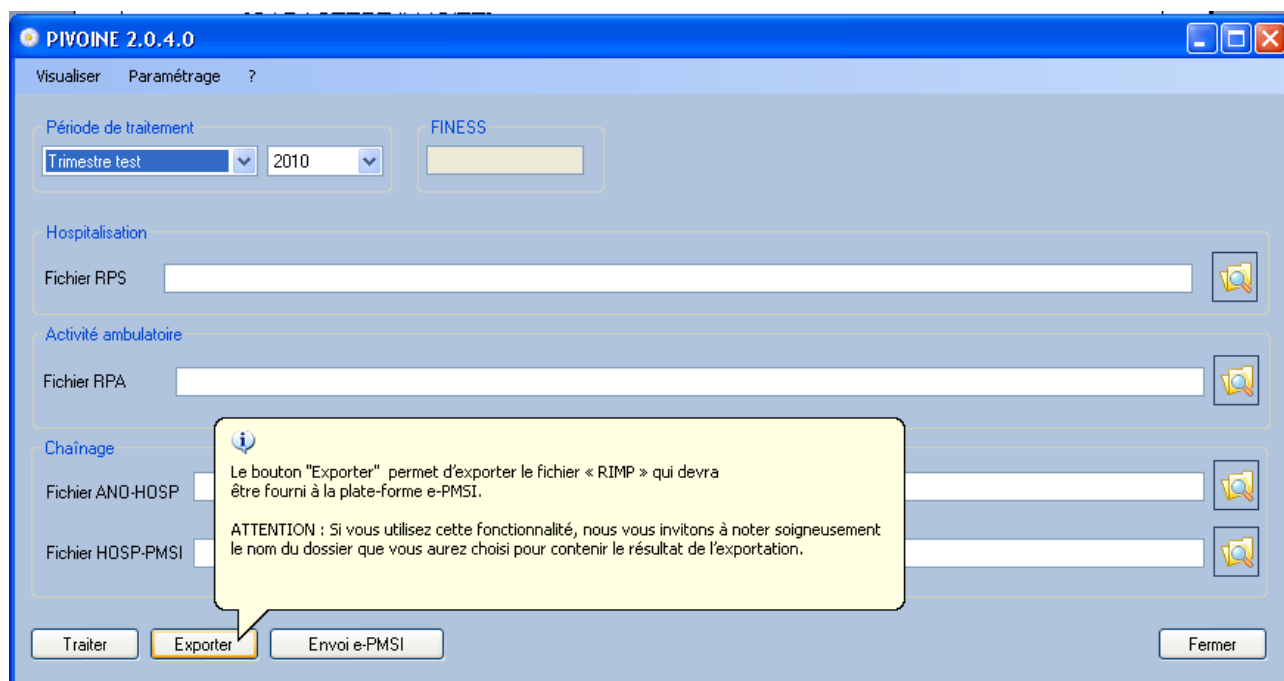 PIVOINE 2.0.4.0
Visualiser Paramétrage ?
Période de traitement FINESS
Trimestre test 2010
Hospitalisation
Fichier RPS
Activité ambulatoire
Fichier RPA
Chaînage
Fichier ANO-HOSP
Fichier HOSP-PMSI
Le bouton "Exporter" permet d'exporter le fichier « RIMP » qui devra
être fourni à la plate-forme e-PMSI.
ATTENTION : Si vous utilisez cette fonctionnalité, nous vous invitons à noter soigneusement
le nom du dossier que vous aurez choisi pour contenir le résultat de l'exportation.
Traiter Exporter Envoi e-PMSI Fermer